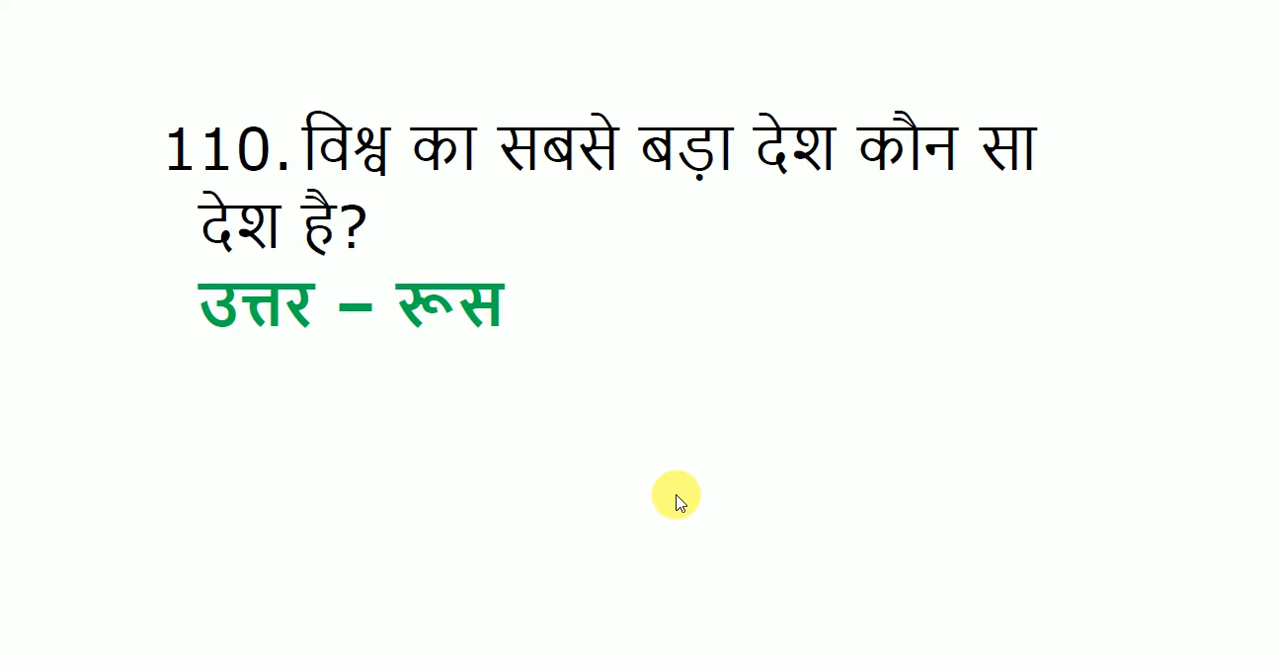 110. विश्व का सबसे बड़ा देश कौन सा
देश है?
उत्तर – रूस